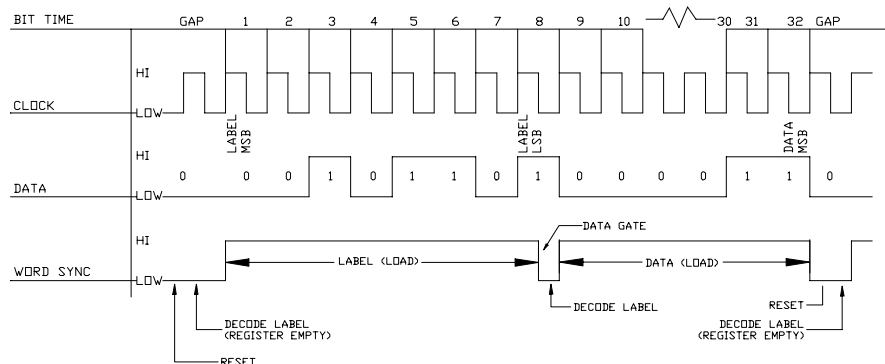 BIT TIME GAP 1 2 3 4 5 6 7 8 9 10 30 31 32 GAP
HI
CLOCK
LOW
LABEL MSB
LABEL LSB
DATA MSB
HI
DATA
LOW
0 0 0 1 0 1 1 0 1 0 0 0 0 1 1 0
HI
DATA GATE
WORD SYNC
LABEL (LOAD)
DATA (LOAD)
LOW
DECODE LABEL
RESET
DECODE LABEL
(REGISTER EMPTY)
DECODE LABEL
(REGISTER EMPTY)
RESET